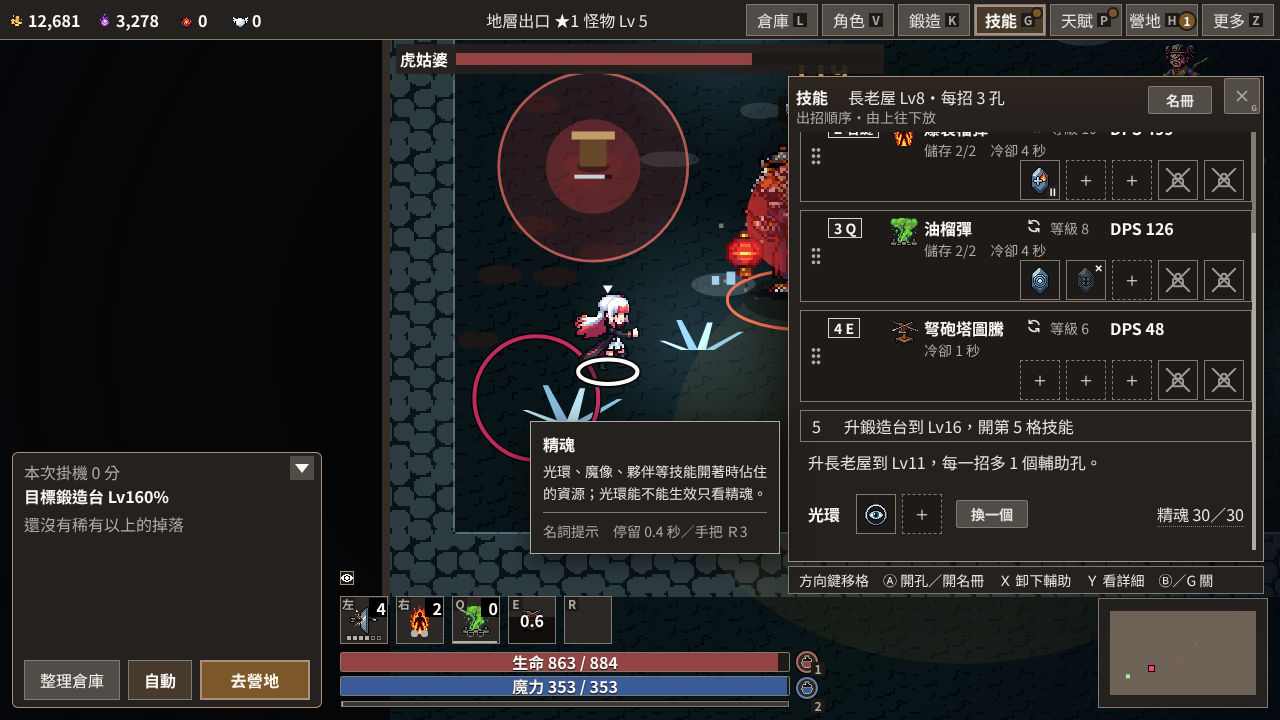 12,681 3,278 0 0
地層出口 ★1 怪物 Lv 5
倉庫 L 角色 V 鍛造 K 技能 G 天賦 P 營地 H 1 更多 Z
虎姑婆
技能 長老屋 Lv8・每招 3 孔
出招順序・由上往下放
名冊
G
儲存 2/2 冷卻 4 秒
3 Q 油榴彈 等級 8 DPS 126
儲存 2/2 冷卻 4 秒
4 E 弩砲塔圖騰 等級 6 DPS 48
冷卻 1 秒
5 升鍛造台到 Lv16，開第 5 格技能
升長老屋到 Lv11，每一招多 1 個輔助孔。
光環 換一個 精魂 30／30
方向鍵移格 Ⓐ 開孔／開名冊 X 卸下輔助 Y 看詳細 Ⓑ／G 關
精魂
光環、魔像、夥伴等技能開著時佔住
的資源；光環能不能生效只看精魂。
名詞提示 停留 0.4 秒／手把 R3
本次掛機 0 分
目標鍛造台 Lv160%
還沒有稀有以上的掉落
整理倉庫 自動 去營地
左 4 右 2 Q 0 E 0.6 R
生命 863 / 884 1
魔力 353 / 353
2